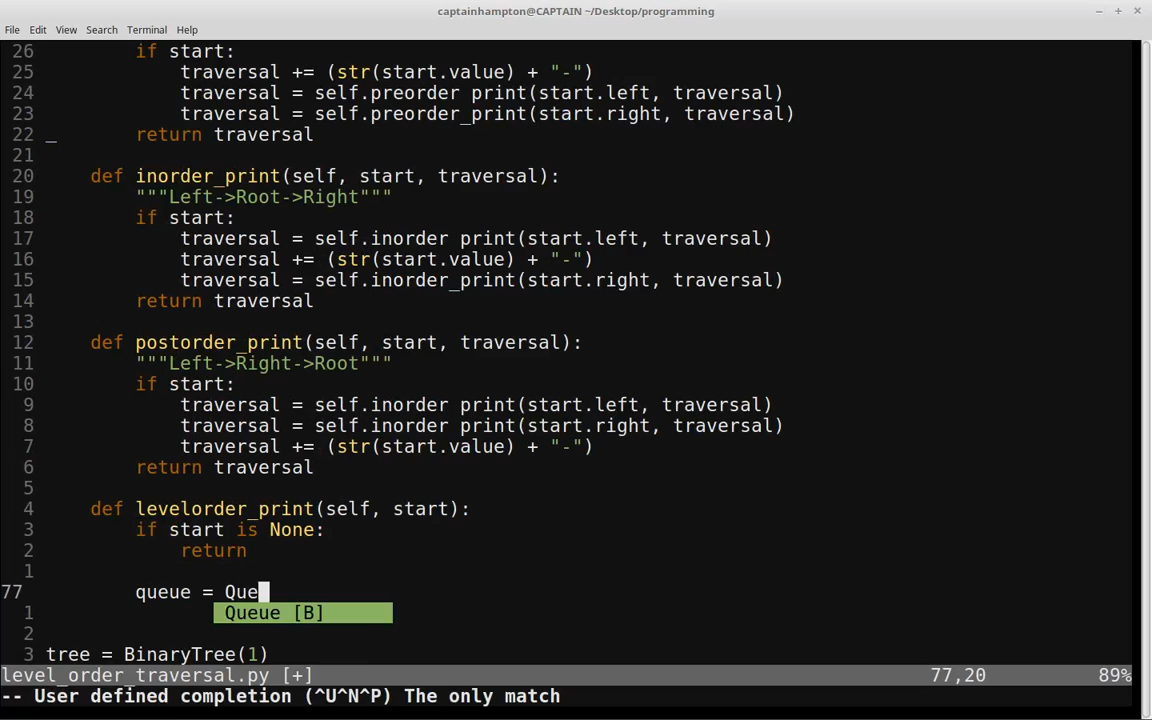 captainhampton@CAPTAIN ~/Desktop/programming
File Edit View Search Terminal Help
26         if start:
25             traversal += (str(start.value) + "-")
24             traversal = self.preorder_print(start.left, traversal)
23             traversal = self.preorder_print(start.right, traversal)
22 _       return traversal
21
20     def inorder_print(self, start, traversal):
19         """Left->Root->Right"""
18         if start:
17             traversal = self.inorder_print(start.left, traversal)
16             traversal += (str(start.value) + "-")
15             traversal = self.inorder_print(start.right, traversal)
14         return traversal
13
12     def postorder_print(self, start, traversal):
11         """Left->Right->Root"""
10         if start:
9             traversal = self.inorder_print(start.left, traversal)
8             traversal = self.inorder_print(start.right, traversal)
7             traversal += (str(start.value) + "-")
6         return traversal
5
4     def levelorder_print(self, start):
3         if start is None:
2             return
1
77         queue = Que
1                 Queue [B]
2
3 tree = BinaryTree(1)
level_order_traversal.py [+] 77,20 89%
-- User defined completion (^U^N^P) The only match